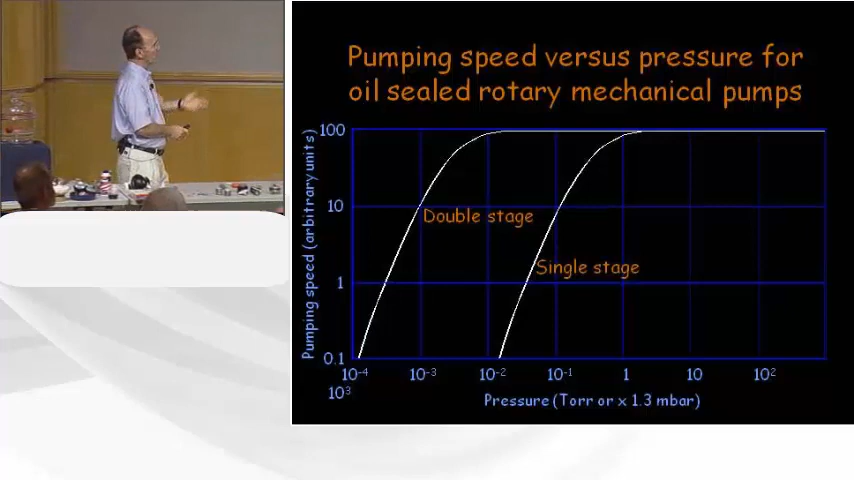 Pumping speed versus pressure for
oil sealed rotary mechanical pumps
Pumping speed (arbitrary units)
100
10
1
0.1
Double stage
Single stage
10⁻⁴ 10⁻³ 10⁻² 10⁻¹ 1 10 10²
10³
Pressure (Torr or x 1.3 mbar)